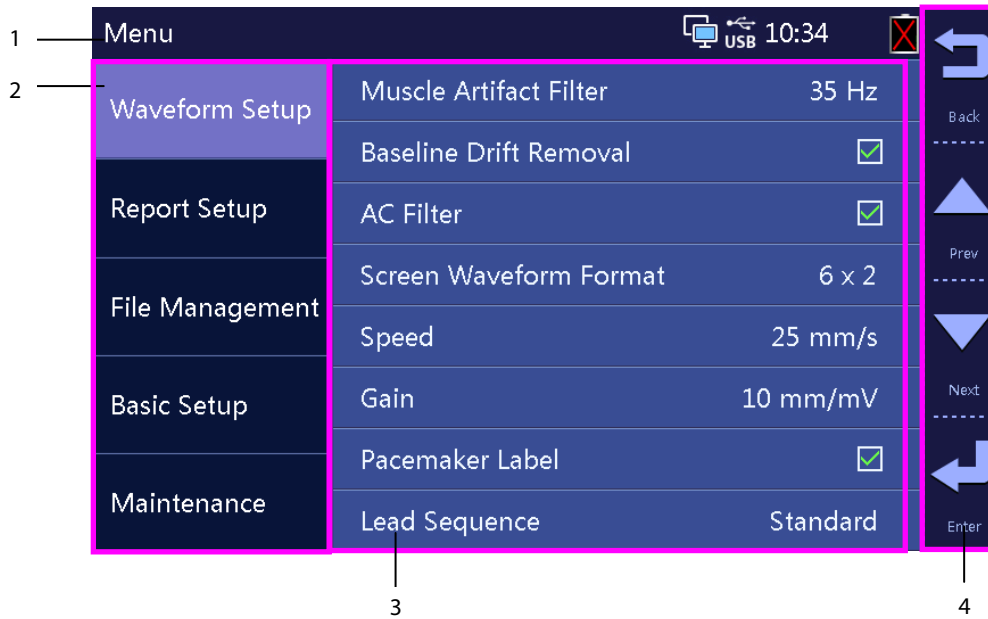 1
Menu
USB 10:34
2
Waveform Setup
Report Setup
File Management
Basic Setup
Maintenance
Muscle Artifact Filter 35 Hz
Baseline Drift Removal
AC Filter
Screen Waveform Format 6 x 2
Speed 25 mm/s
Gain 10 mm/mV
Pacemaker Label
Lead Sequence Standard
Back
Prev
Next
Enter
3
4